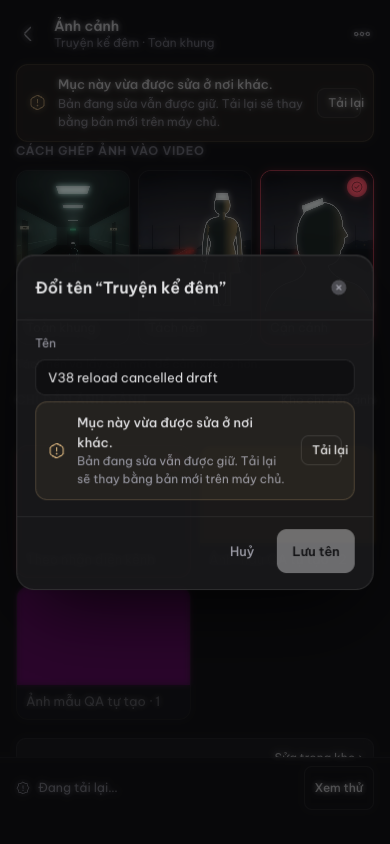 Ảnh cảnh
Truyện kể đêm · Toàn khung
Mục này vừa được sửa ở nơi khác.
Bản đang sửa vẫn được giữ. Tải lại sẽ thay
bằng bản mới trên máy chủ.
Tải lại
CÁCH GHÉP ẢNH VÀO VIDEO
Đổi tên “Truyện kể đêm”
Tên
V38 reload cancelled draft
Mục này vừa được sửa ở nơi
khác.
Bản đang sửa vẫn được giữ. Tải lại
sẽ thay bằng bản mới trên máy chủ.
Tải lại
Huỷ
Lưu tên
Ảnh mẫu QA tự tạo · 1
Sửa trong kho ›
Đang tải lại...
Xem thử